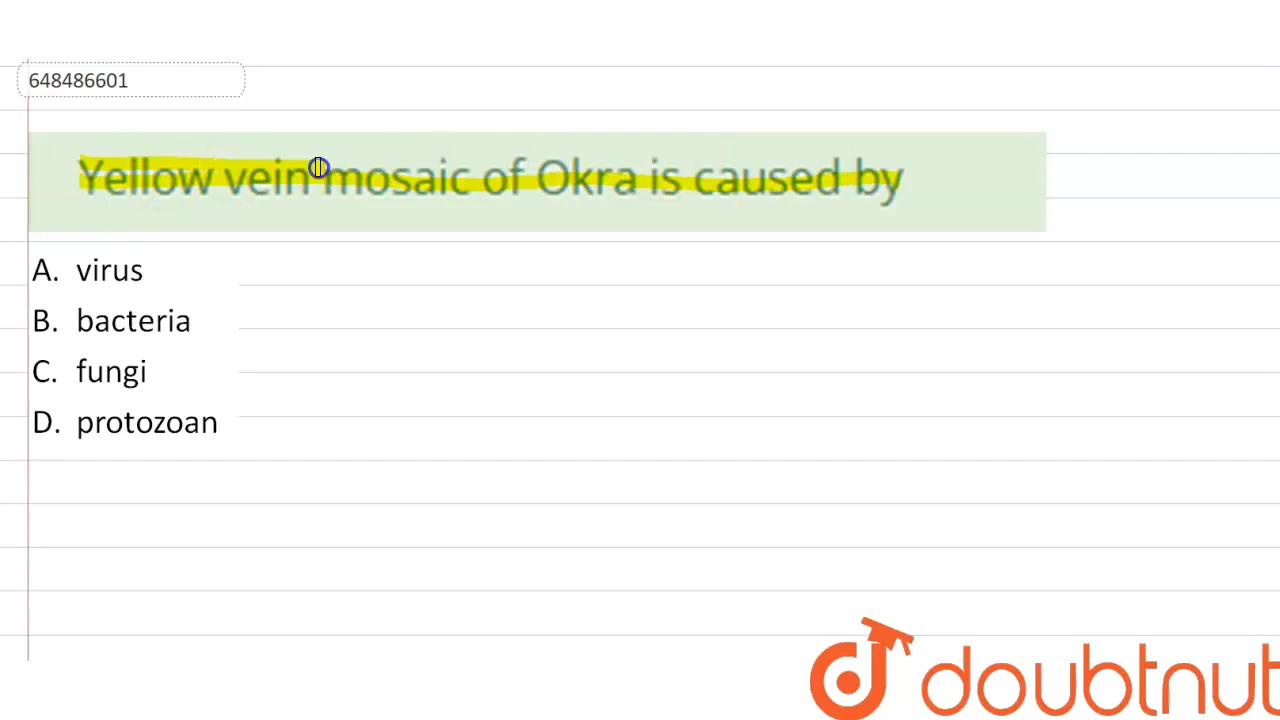 648486601
Yellow vein mosaic of Okra is caused by
A. virus
B. bacteria
C. fungi
D. protozoan
doubtnut